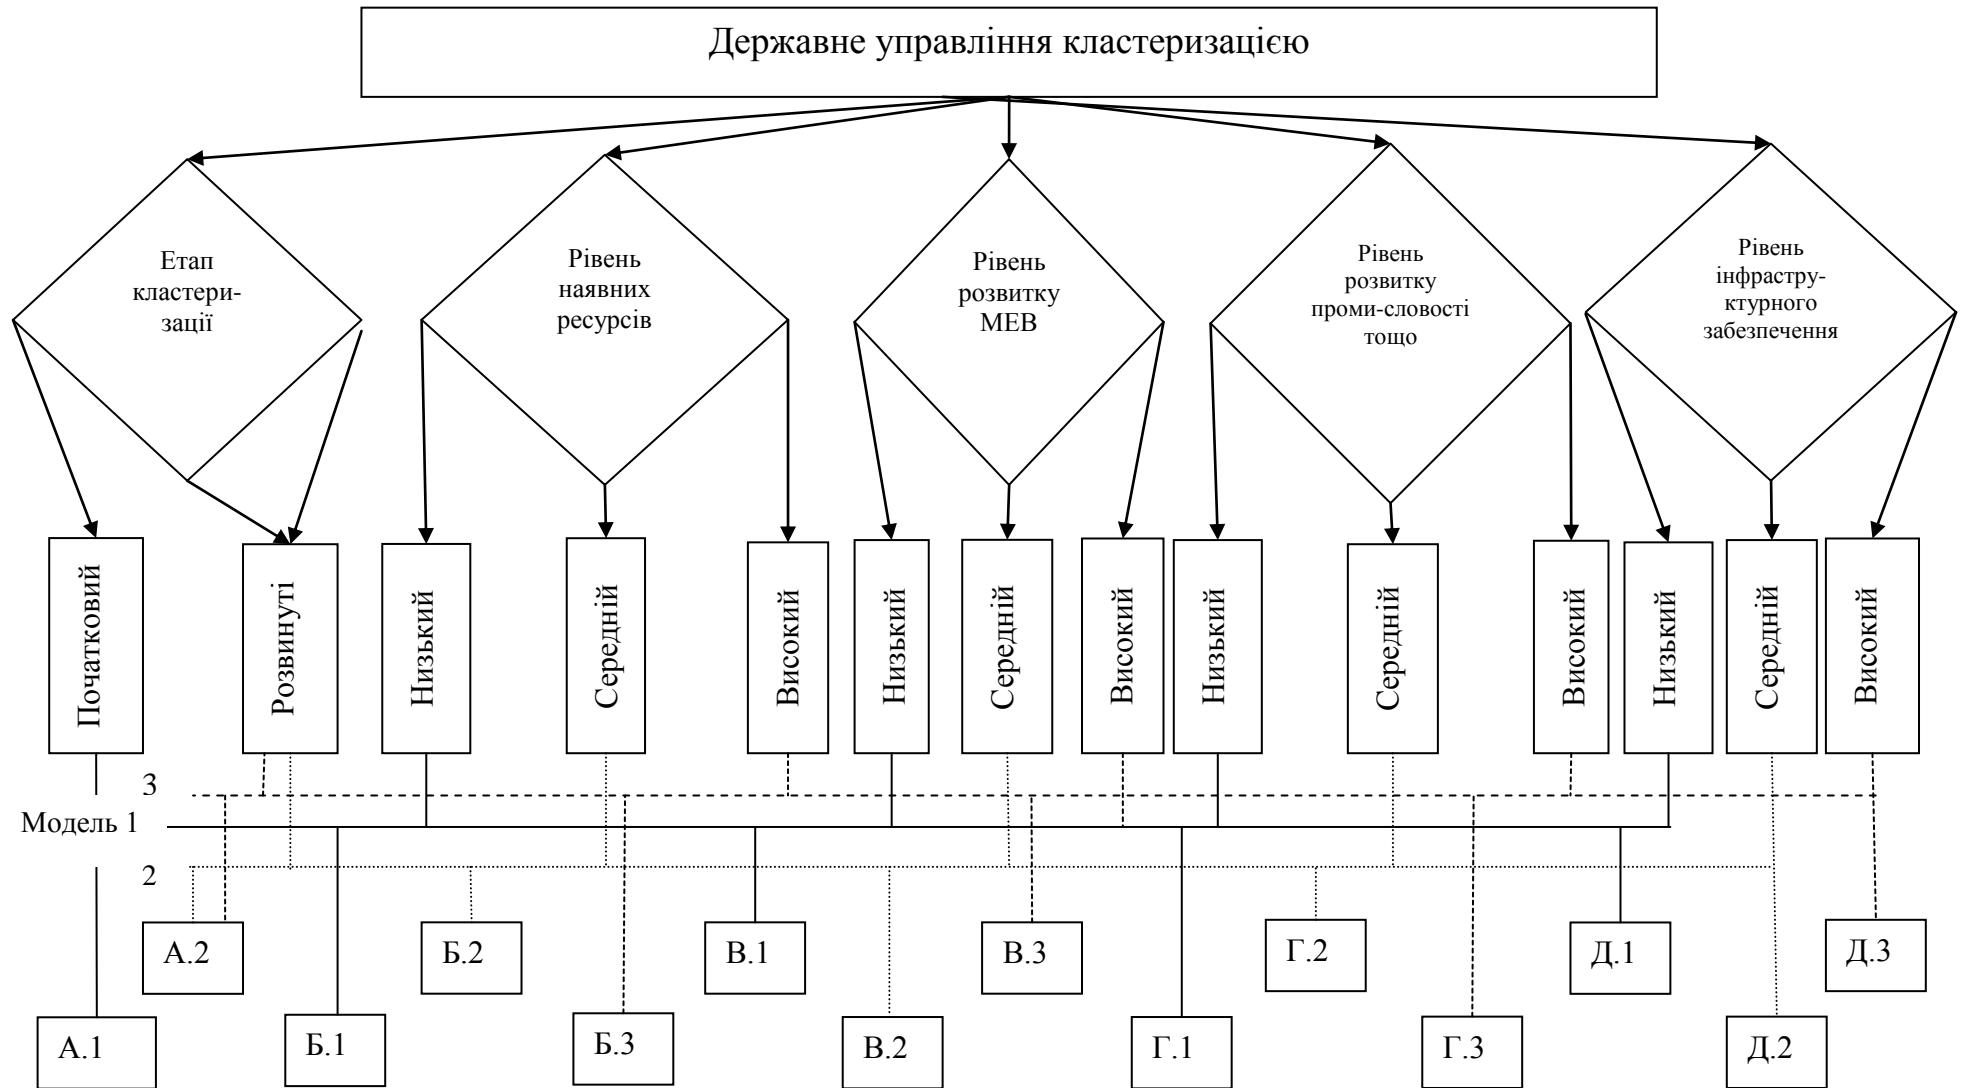 Державне управління кластеризацією
Етап
кластери-
зації
Рівень
наявних
ресурсів
Рівень
розвитку
МЕВ
Рівень
розвитку
проми-словості
тощо
Рівень
інфрастру-
ктурного
забезпечення
Початковий
Розвинуті
Низький
Середній
Високий
Низький
Середній
Високий
Низький
Середній
Високий
Низький
Середній
Високий
3
Модель 1
2
А.2
Б.2
В.1
В.3
Г.2
Д.1
Д.3
А.1
Б.1
Б.3
В.2
Г.1
Г.3
Д.2